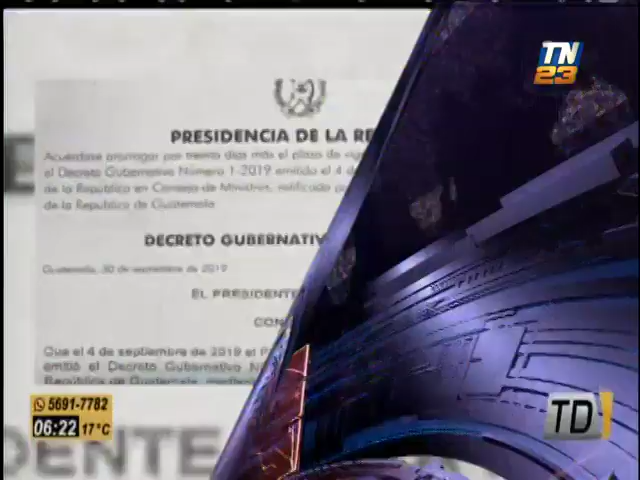 TN
23
PRESIDENCIA DE LA RE
Acuérdase prorrogar por treinta días más el plazo de vig
el Decreto Gubernativo Número 1-2019 emitido el 4 d
de la República en Consejo de Ministros, ratificado po
de la República de Guatemala
DECRETO GUBERNATIV
Guatemala, 30 de septiembre de 2019
EL PRESIDENTE
CON
Que el 4 de septiembre de 2019 el P
emitió el Decreto Gubernativo N
República de Guatemala,
5691-7782
06:22 17°C
TD
DENTE